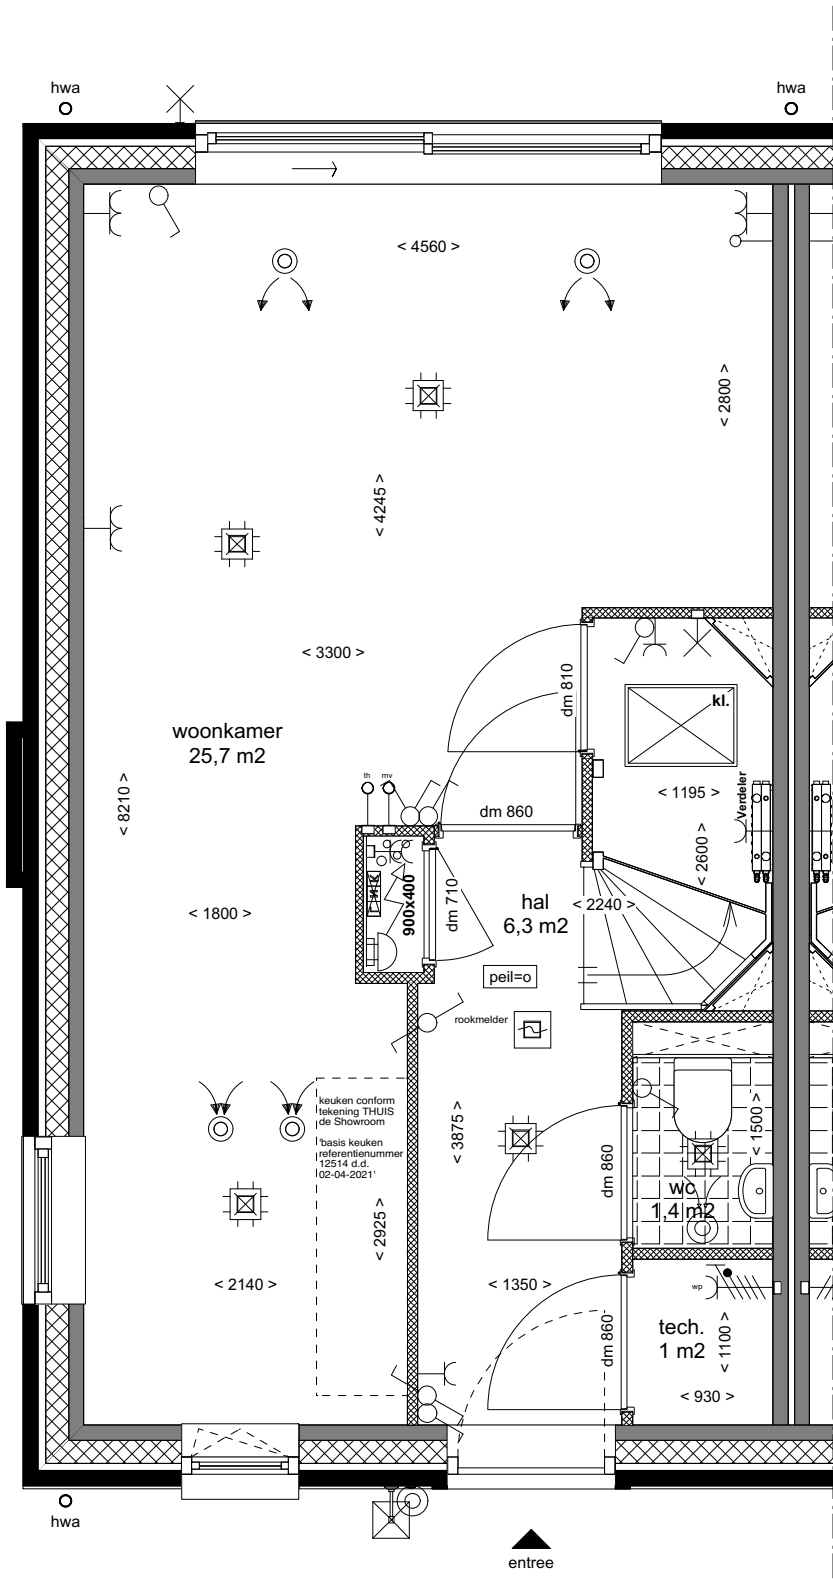 hwa
hwa
< 4560 >
< 2800 >
< 4245 >
< 3300 >
dm 810
kl.
woonkamer
25,7 m2
th
mv
< 8210 >
< 1195 >
Verdeler
dm 860
< 2600 >
900x400
dm 710
hal
6,3 m2
< 2240 >
< 1800 >
peil=o
rookmelder
keuken conform
tekening THUIS
de Showroom
'basis keuken
referentienummer
12514 d.d.
02-04-2021'
< 3875 >
< 1500 >
dm 860
wc
1,4 m2
< 2925 >
< 2140 >
< 1350 >
wp
dm 860
tech.
1 m2
< 1100 >
< 930 >
hwa
entree